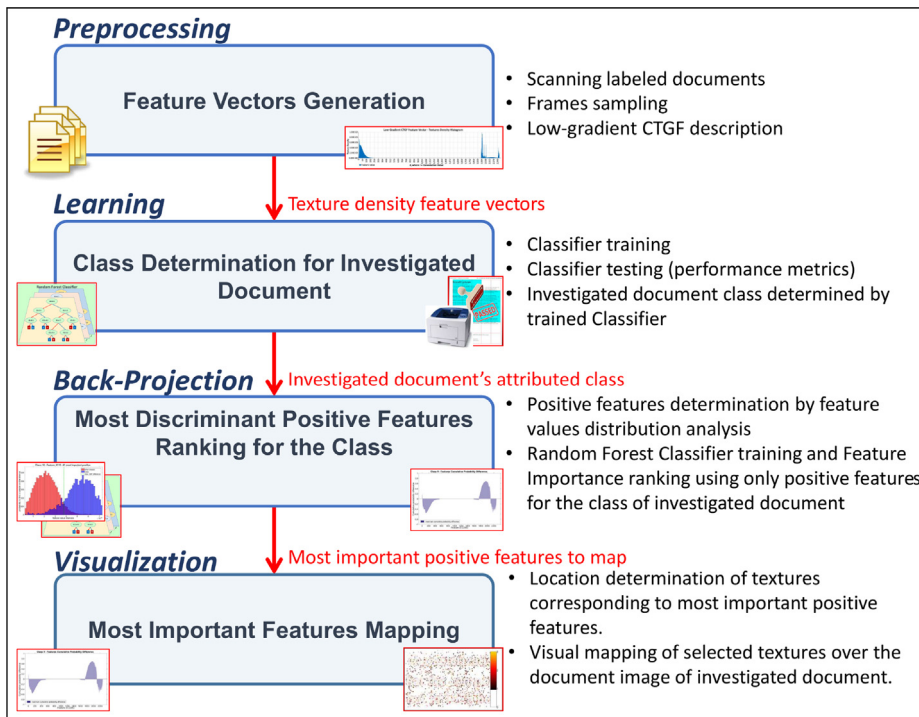 Preprocessing
Feature Vectors Generation
• Scanning labeled documents
• Frames sampling
• Low-gradient CTGF description
Texture density feature vectors
Learning
Class Determination for Investigated
Document
Random Forest Classifier
• Classifier training
• Classifier testing (performance metrics)
• Investigated document class determined by
trained Classifier
Investigated document's attributed class
Back-Projection
Most Discriminant Positive Features
Ranking for the Class
• Positive features determination by feature
values distribution analysis
• Random Forest Classifier training and Feature
Importance ranking using only positive features
for the class of investigated document
Most important positive features to map
Visualization
Most Important Features Mapping
• Location determination of textures
corresponding to most important positive
features.
• Visual mapping of selected textures over the
document image of investigated document.